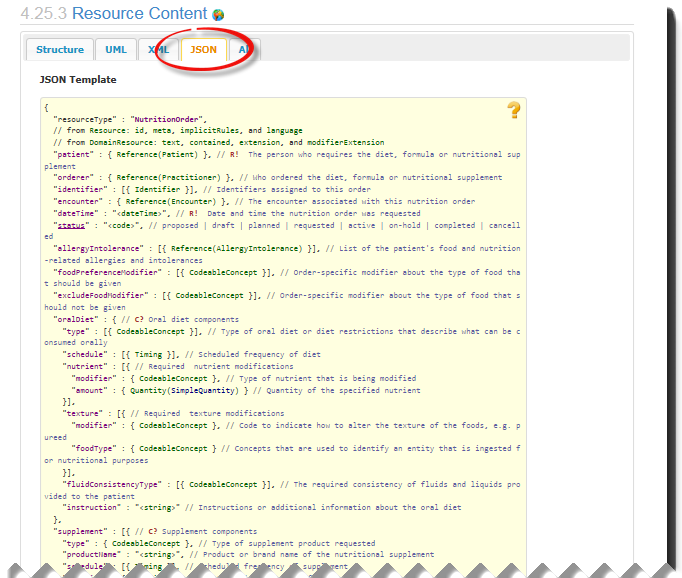 4.25.3 Resource Content
Structure UML XML JSON All
JSON Template
{
"resourceType" : "NutritionOrder",
// from Resource: id, meta, implicitRules, and language
// from DomainResource: text, contained, extension, and modifierExtension
"patient" : { Reference(Patient) }, // R!  The person who requires the diet, formula or nutritional sup
plement
"orderer" : { Reference(Practitioner) }, // Who ordered the diet, formula or nutritional supplement
"identifier" : [{ Identifier }], // Identifiers assigned to this order
"encounter" : { Reference(Encounter) }, // The encounter associated with this nutrition order
"dateTime" : "<dateTime>", // R!  Date and time the nutrition order was requested
"status" : "<code>", // proposed | draft | planned | requested | active | on-hold | completed | cancell
ed
"allergyIntolerance" : [{ Reference(AllergyIntolerance) }], // List of the patient's food and nutrition
-related allergies and intolerances
"foodPreferenceModifier" : [{ CodeableConcept }], // Order-specific modifier about the type of food tha
t should be given
"excludeFoodModifier" : [{ CodeableConcept }], // Order-specific modifier about the type of food that s
hould not be given
"oralDiet" : { // C? Oral diet components
"type" : [{ CodeableConcept }], // Type of oral diet or diet restrictions that describe what can be c
onsumed orally
"schedule" : [{ Timing }], // Scheduled frequency of diet
"nutrient" : [{ // Required  nutrient modifications
"modifier" : { CodeableConcept }, // Type of nutrient that is being modified
"amount" : { Quantity(SimpleQuantity) } // Quantity of the specified nutrient
}],
"texture" : [{ // Required  texture modifications
"modifier" : { CodeableConcept }, // Code to indicate how to alter the texture of the foods, e.g. p
ureed
"foodType" : { CodeableConcept } // Concepts that are used to identify an entity that is ingested f
or nutritional purposes
}],
"fluidConsistencyType" : [{ CodeableConcept }], // The required consistency of fluids and liquids pro
vided to the patient
"instruction" : "<string>" // Instructions or additional information about the oral diet
},
"supplement" : [{ // C? Supplement components
"type" : { CodeableConcept }, // Type of supplement product requested
"productName" : "<string>", // Product or brand name of the nutritional supplement
"schedule" : [{ Timing }], // Scheduled frequency of supplement